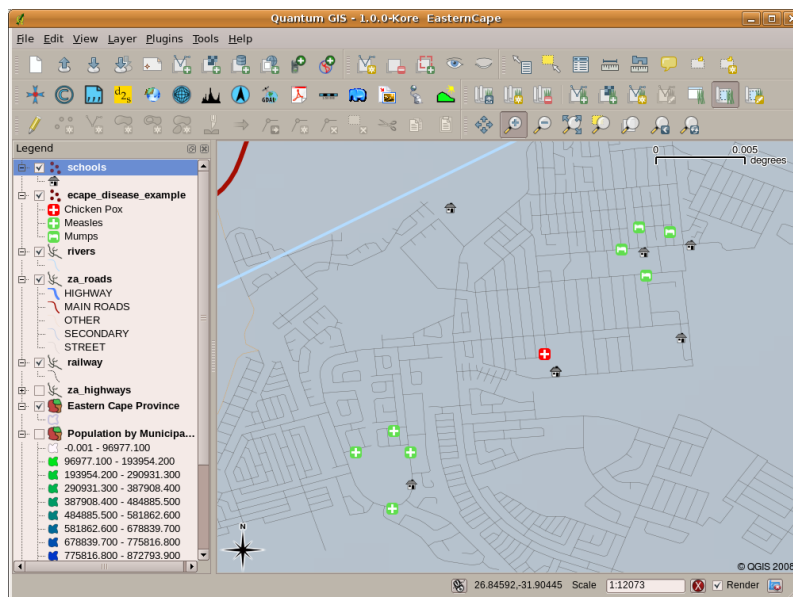 Quantum GIS - 1.0.0-Kore EasternCape
File Edit View Layer Plugins Tools Help
Legend
schools
ecape_disease_example
Chicken Pox
Measles
Mumps
rivers
za_roads
HIGHWAY
MAIN ROADS
OTHER
SECONDARY
STREET
railway
za_highways
Eastern Cape Province
Population by Municipa...
-0.001 - 96977.100
96977.100 - 193954.200
193954.200 - 290931.300
290931.300 - 387908.400
387908.400 - 484885.500
484885.500 - 581862.600
581862.600 - 678839.700
678839.700 - 775816.800
775816.800 - 872793.900
0 0.005
degrees
N
© QGIS 2008
26.84592,-31.90445 Scale 1:12073 Render